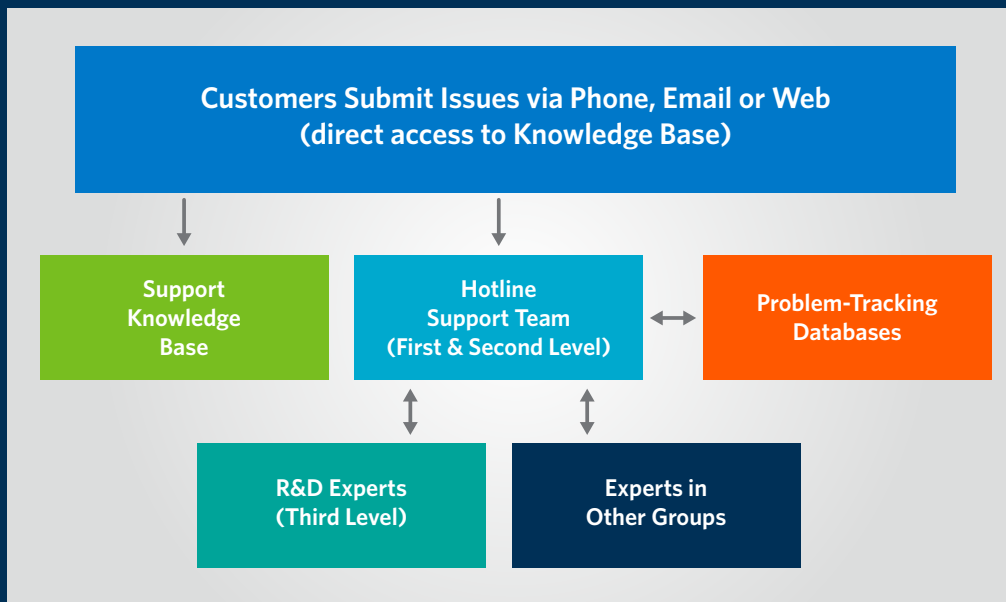 Customers Submit Issues via Phone, Email or Web
(direct access to Knowledge Base)
Support
Knowledge
Base
Hotline
Support Team
(First & Second Level)
Problem-Tracking
Databases
R&D Experts
(Third Level)
Experts in
Other Groups